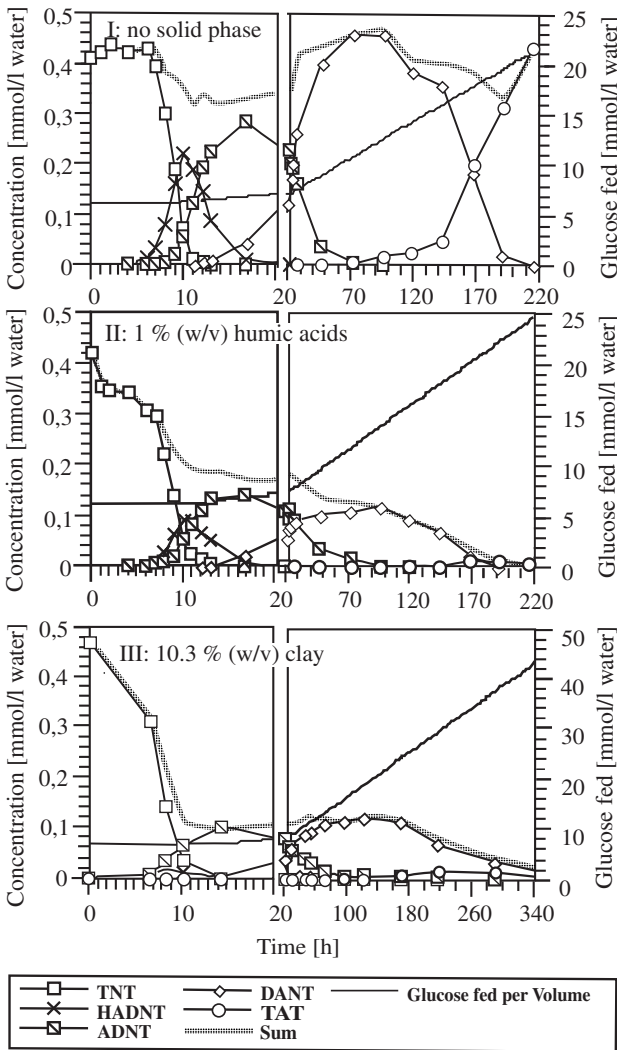 I: no solid phase
Concentration [mmol/l water]
0,5
0,4
0,3
0,2
0,1
0
0 10 20 70 120 170 220
25
20
15
10
5
0
Glucose fed [mmol/l water]
II: 1 % (w/v) humic acids
Concentration [mmol/l water]
0,5
0,4
0,3
0,2
0,1
0
0 10 20 70 120 170 220
25
20
15
10
5
0
Glucose fed [mmol/l water]
III: 10.3 % (w/v) clay
Concentration [mmol/l water]
0,5
0,4
0,3
0,2
0,1
0
0 10 20 100 180 260 340
50
40
30
20
10
0
Glucose fed [mmol/l water]
Time [h]
TNT DANT Glucose fed per Volume
HADNT TAT
ADNT Sum